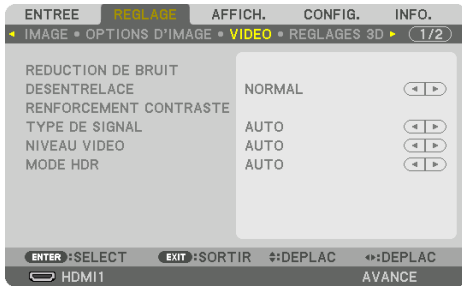 ENTREE REGLAGE AFFICH. CONFIG. INFO.
◂ IMAGE • OPTIONS D'IMAGE • VIDEO • REGLAGES 3D ▸ (1/2)
REDUCTION DE BRUIT
DESENTRELACE NORMAL
RENFORCEMENT CONTRASTE
TYPE DE SIGNAL AUTO
NIVEAU VIDEO AUTO
MODE HDR AUTO
ENTER :SELECT EXIT :SORTIR :DEPLAC :DEPLAC
HDMI1 AVANCE